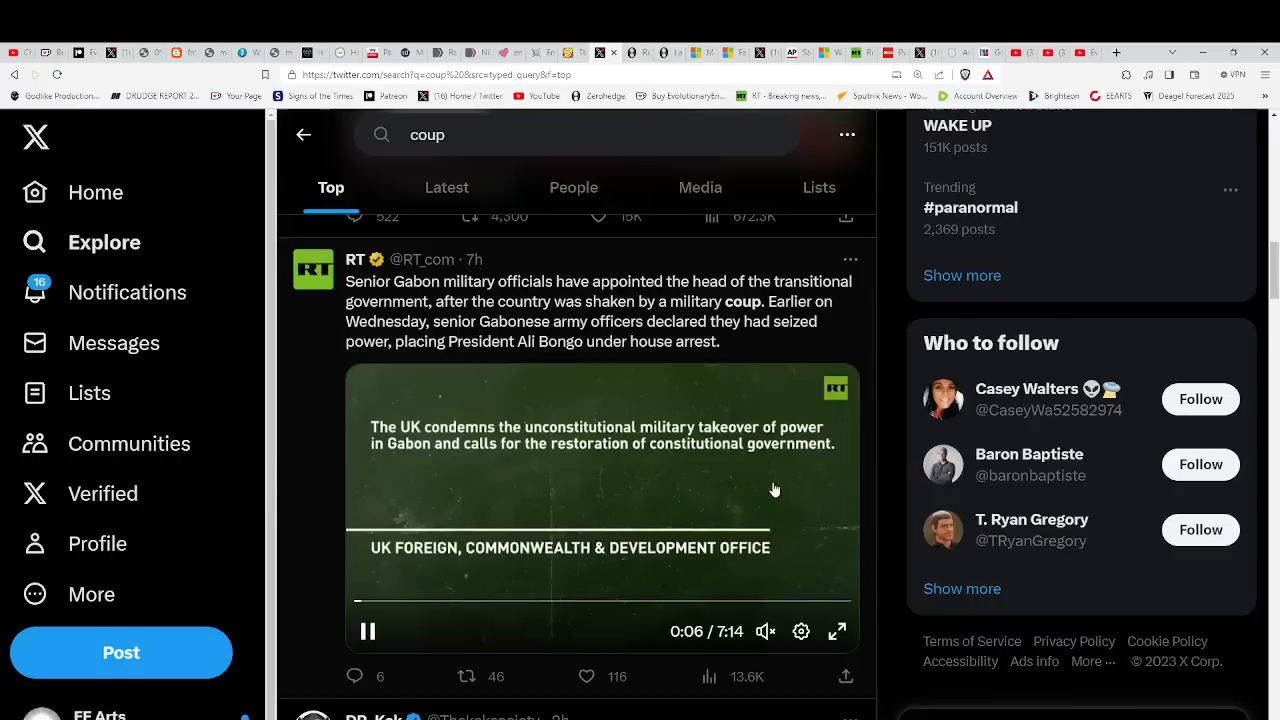 https://twitter.com/search?q=coup%20&src=typed_query&f=top
VPN
Godlike Production...
DRUDGE REPORT 2...
Your Page
Signs of the Times
Patreon
(16) Home / Twitter
YouTube
Zerohedge
Buy EvolutionaryEn...
RT - Breaking news,...
Sputnik News - Wo...
Account Overview
Brighteon
EEARTS
Dagel Forecast 2025
coup
Top
Latest
People
Media
Lists
Home
Explore
16
Notifications
Messages
Lists
Communities
Verified
Profile
More
Post
EE Arts
522
4,300
15K
672.3K
RT @RT_com · 7h
Senior Gabon military officials have appointed the head of the transitional
government, after the country was shaken by a military coup. Earlier on
Wednesday, senior Gabonese army officers declared they had seized
power, placing President Ali Bongo under house arrest.
RT
The UK condemns the unconstitutional military takeover of power
in Gabon and calls for the restoration of constitutional government.
UK FOREIGN, COMMONWEALTH & DEVELOPMENT OFFICE
0:06 / 7:14
6
46
116
13.6K
WAKE UP
151K posts
Trending
#paranormal
2,369 posts
Show more
Who to follow
Casey Walters
@CaseyWa52582974
Follow
Baron Baptiste
@baronbaptiste
Follow
T. Ryan Gregory
@TRyanGregory
Follow
Show more
Terms of Service Privacy Policy Cookie Policy
Accessibility Ads info More ··· © 2023 X Corp.